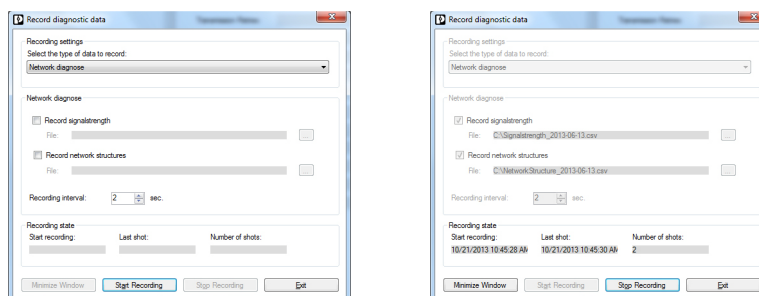 Record diagnostic data
Recording settings
Select the type of data to record:
Network diagnose
Network diagnose
Record signalstrength
File:
...
Record network structures
File:
...
Recording interval: 2 sec.
Recording state
Start recording: Last shot: Number of shots:
Minimize Window Start Recording Stop Recording Exit
Record diagnostic data
Recording settings
Select the type of data to record:
Network diagnose
Network diagnose
Record signalstrength
File: C:\Signalstrength_2013-06-13.csv
...
Record network structures
File: C:\NetworkStructure_2013-06-13.csv
...
Recording interval: 2 sec.
Recording state
Start recording: Last shot: Number of shots:
10/21/2013 10:45:28 AM 10/21/2013 10:45:30 AM 2
Minimize Window Start Recording Stop Recording Exit